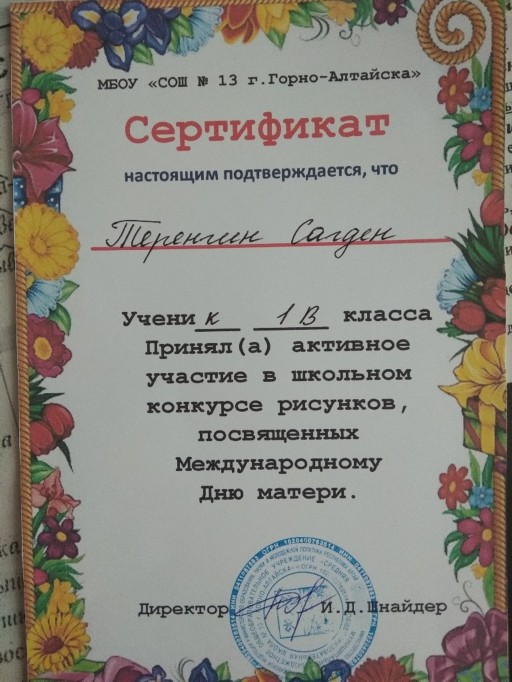 МБОУ «СОШ № 13 г.Горно-Алтайска»
Сертификат
настоящим подтверждается, что
Теренгин Сагден
Ученик 1 В класса
Принял(а) активное
участие в школьном
конкурсе рисунков,
посвященных
Международному
Дню матери.
Директор И.Д.Шнайдер